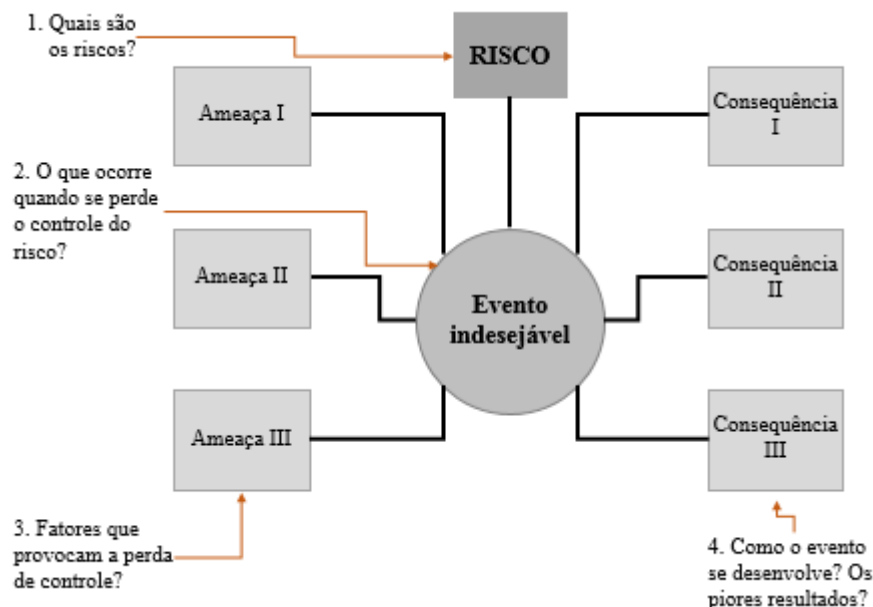 1. Quais são
os riscos?
RISCO
Ameaça I
Consequência
I
2. O que ocorre
quando se perde
o controle do
risco?
Ameaça II
Evento
indesejável
Consequência
II
Ameaça III
Consequência
III
3. Fatores que
provocam a perda
de controle?
4. Como o evento
se desenvolve? Os
piores resultados?